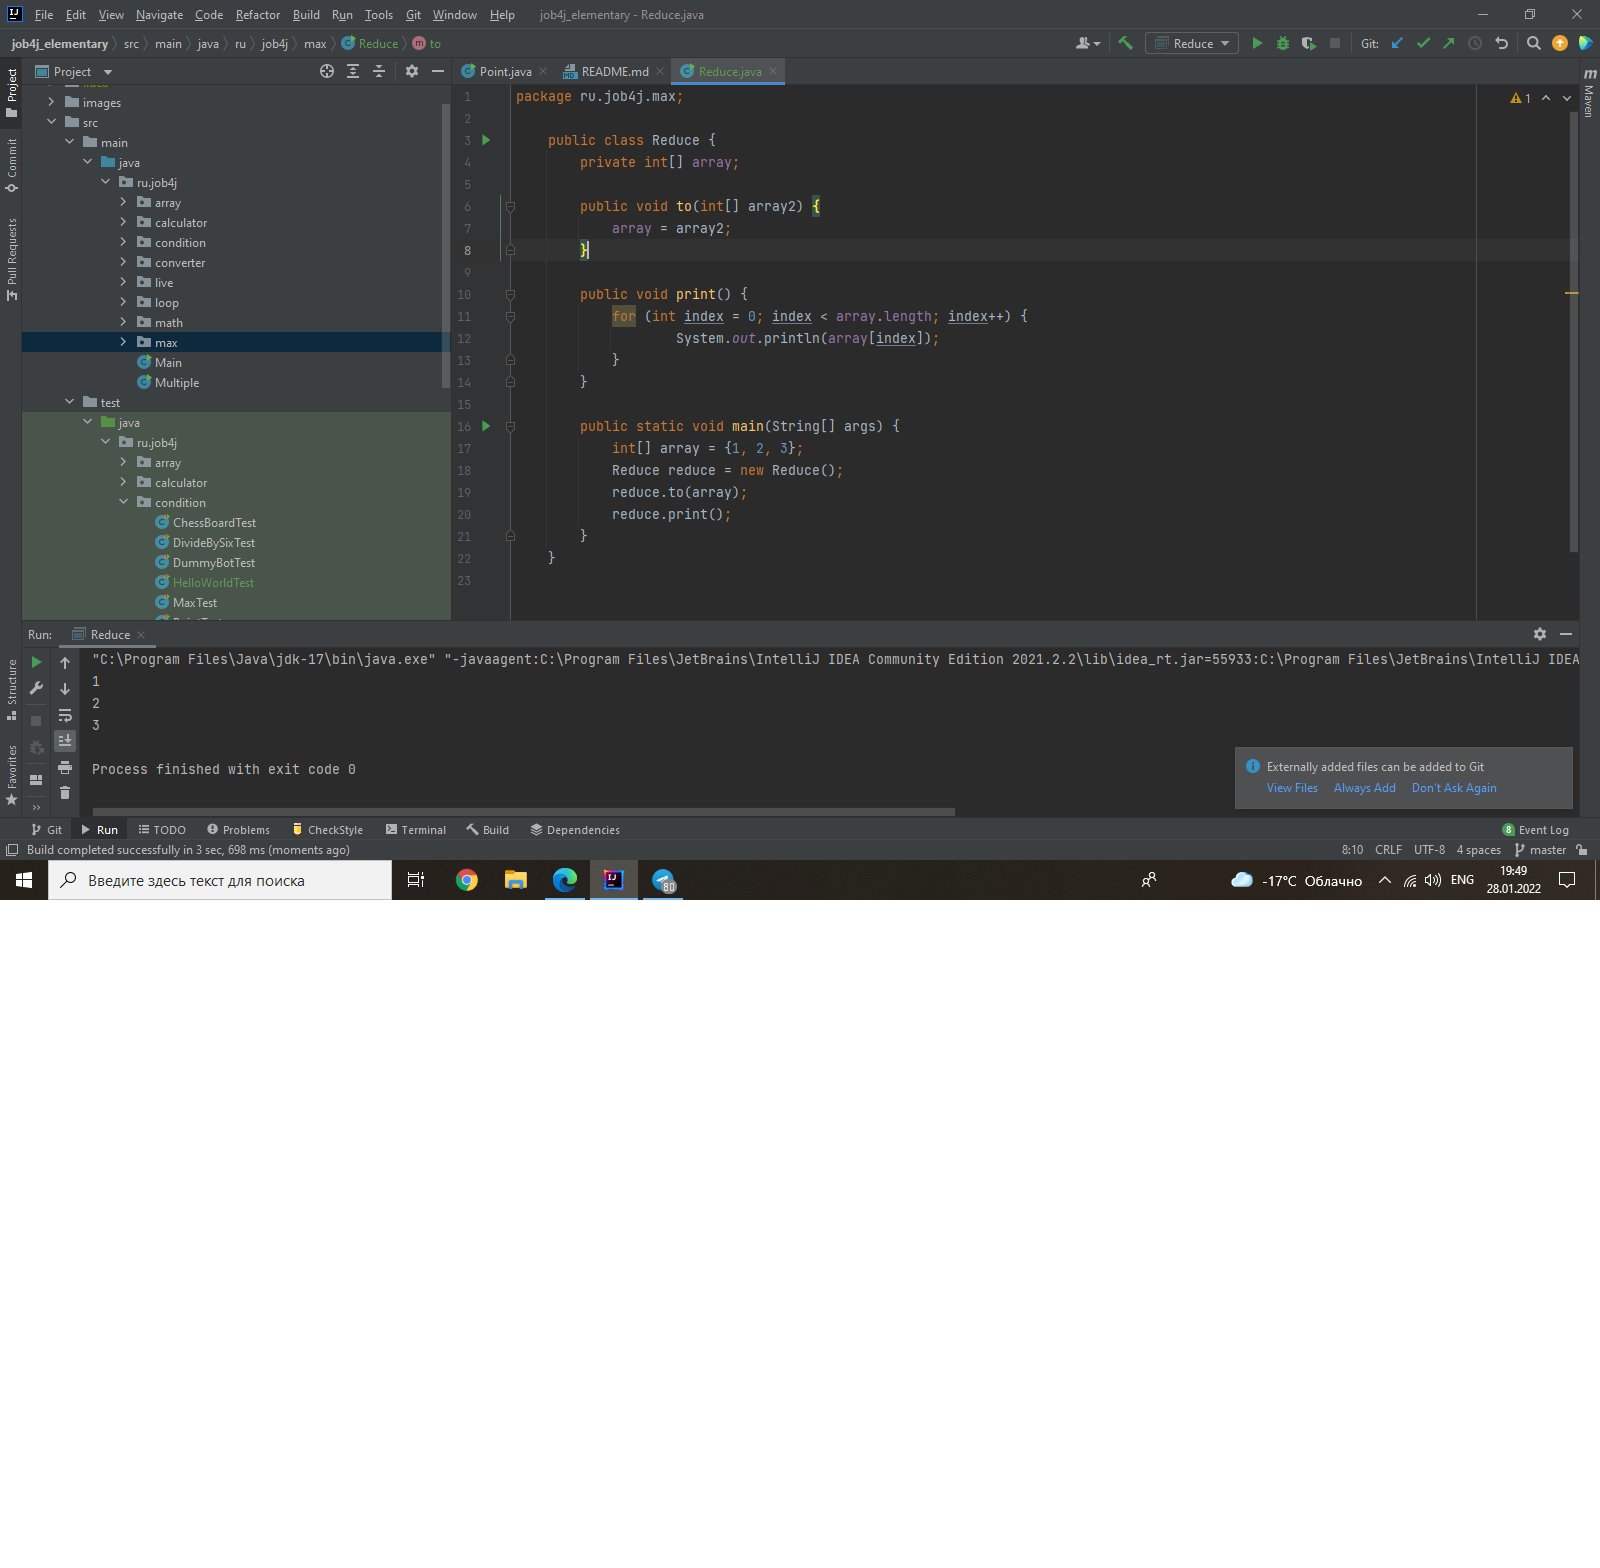 File Edit View Navigate Code Refactor Build Run Tools Git Window Help job4j_elementary - Reduce.java
job4j_elementary src main java ru job4j max Reduce to
Reduce Git:
Project
Point.java README.md Reduce.java
images
src
main
java
ru.job4j
array
calculator
condition
converter
live
loop
math
max
Main
Multiple
test
java
ru.job4j
array
calculator
condition
ChessBoardTest
DivideBySixTest
DummyBotTest
HelloWorldTest
MaxTest
Project
Commit
Pull Requests
Structure
Favorites
Maven
1
1 package ru.job4j.max;
2
3 public class Reduce {
4 private int[] array;
5
6 public void to(int[] array2) {
7 array = array2;
8 }
9
10 public void print() {
11 for (int index = 0; index < array.length; index++) {
12 System.out.println(array[index]);
13 }
14 }
15
16 public static void main(String[] args) {
17 int[] array = {1, 2, 3};
18 Reduce reduce = new Reduce();
19 reduce.to(array);
20 reduce.print();
21 }
22 }
23
Run: Reduce
"C:\Program Files\Java\jdk-17\bin\java.exe" "-javaagent:C:\Program Files\JetBrains\IntelliJ IDEA Community Edition 2021.2.2\lib\idea_rt.jar=55933:C:\Program Files\JetBrains\IntelliJ IDEA
1
2
3
Process finished with exit code 0
Externally added files can be added to Git
View Files Always Add Don't Ask Again
Git Run TODO Problems CheckStyle Terminal Build Dependencies 8 Event Log
Build completed successfully in 3 sec, 698 ms (moments ago) 8:10 CRLF UTF-8 4 spaces master
Введите здесь текст для поиска 80 -17°C Облачно ENG 19:49
28.01.2022